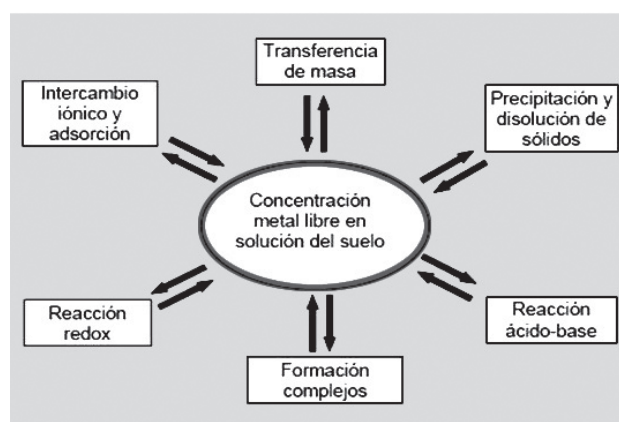 Transferencia
de masa
Intercambio
iónico y
adsorción
Precipitación y
disolución de
sólidos
Concentración
metal libre en
solución del suelo
Reacción
redox
Reacción
ácido-base
Formación
complejos